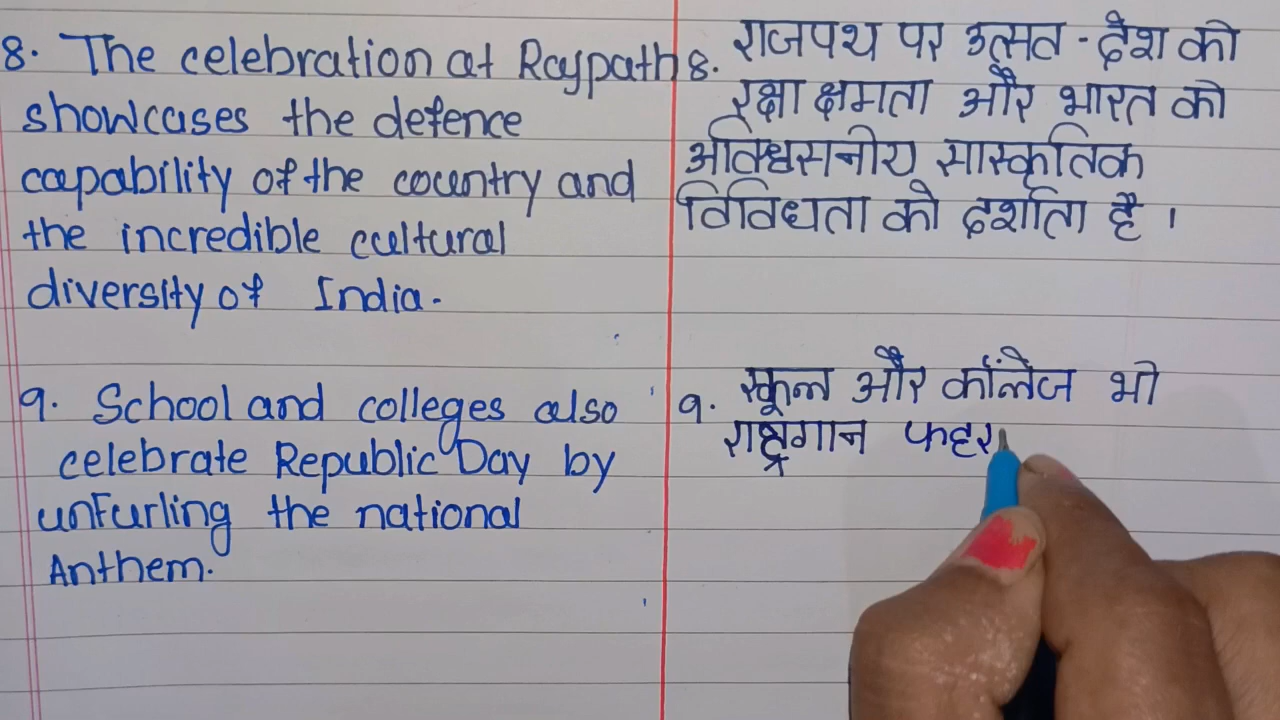 8. The celebration at Rajpath
showcases the defence
capability of the country and
the incredible cultural
diversity of India.
9. School and colleges also
celebrate Republic Day by
unFurling the national
Anthem.
8. राजपथ पर उत्सव - देश की
रक्षा क्षमता और भारत की
अविश्वसनीय सास्कृतिक
विविधता को दर्शाता है ।
9. स्कूल और कॉलेज भी
राष्ट्रगान फहर